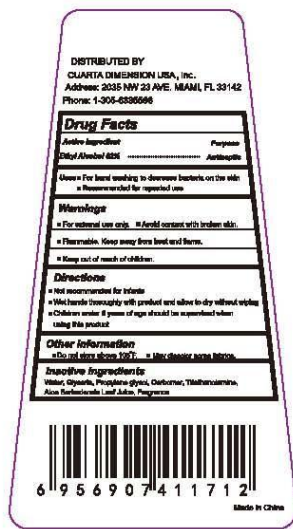 DISTRIBUTED BY
CUARTA DIMENSION USA, Inc.
Address: 2035 NW 23 AVE. MIAMI, FL 33142
Phone: 1-305-6335566
Drug Facts
Active Ingredient Purpose
Ethyl Alcohol 62% Antiseptic
Uses ▪ For hand washing to decrease bacteria on the skin
▪ Recommended for repeated use
Warnings
▪ For external use only. ▪ Avoid contact with broken skin.
▪ Flammable. Keep away from heat and flame.
▪ Keep out of reach of children.
Directions
▪ Not recommended for infants
▪ Wet hands thoroughly with product and allow to dry without wiping
▪ Children under 6 years of age should be supervised when
using this product
Other information
▪ Do not store above 105°F. ▪ May discolor some fabrics.
Inactive Ingredients
Water, Glycerin, Propylene glycol, Carbomer, Triethanolamine,
Aloe Barbadensis Leaf Juice, Fragrance
6 956907 411712
Made in China